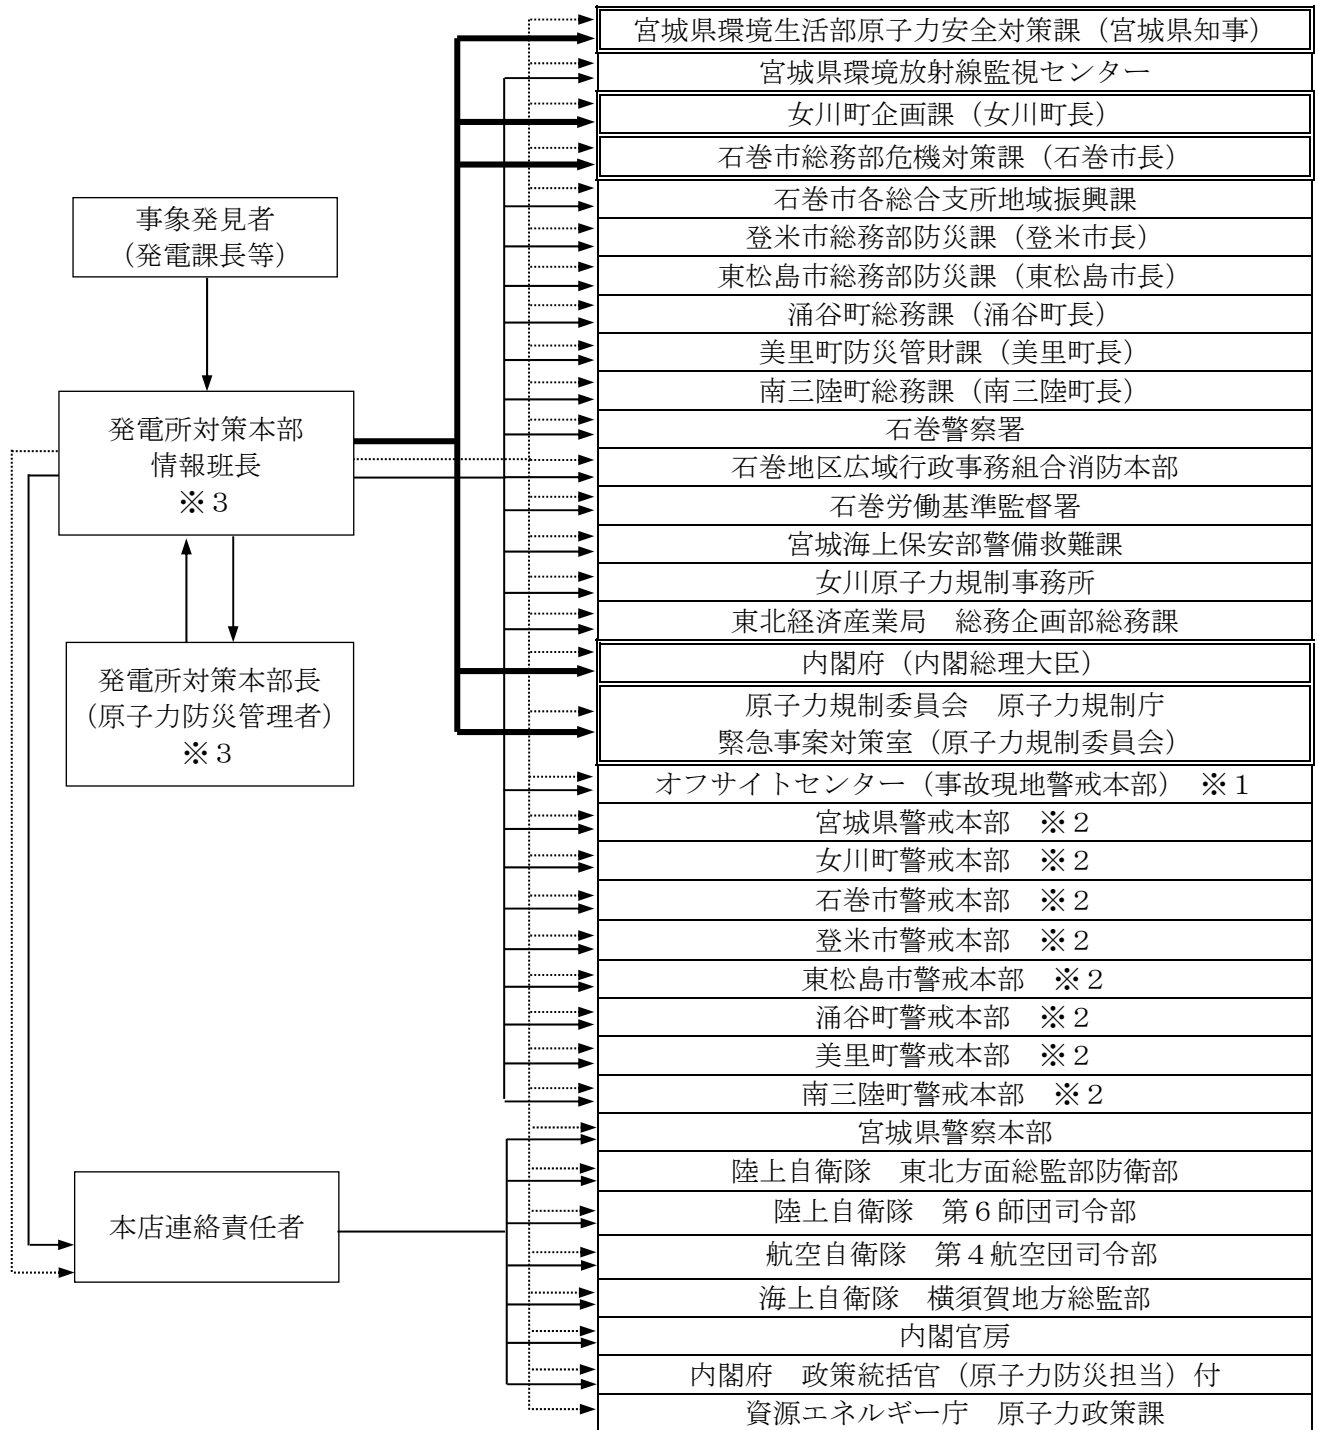 宮城県環境生活部原子力安全対策課（宮城県知事）
宮城県環境放射線監視センター
女川町企画課（女川町長）
石巻市総務部危機対策課（石巻市長）
石巻市各総合支所地域振興課
登米市総務部防災課（登米市長）
東松島市総務部防災課（東松島市長）
涌谷町総務課（涌谷町長）
美里町防災管財課（美里町長）
南三陸町総務課（南三陸町長）
石巻警察署
石巻地区広域行政事務組合消防本部
石巻労働基準監督署
宮城海上保安部警備救難課
女川原子力規制事務所
東北経済産業局　総務企画部総務課
内閣府（内閣総理大臣）
原子力規制委員会　原子力規制庁
緊急事案対策室（原子力規制委員会）
オフサイトセンター（事故現地警戒本部）　※１
宮城県警戒本部　※２
女川町警戒本部　※２
石巻市警戒本部　※２
登米市警戒本部　※２
東松島市警戒本部　※２
涌谷町警戒本部　※２
美里町警戒本部　※２
南三陸町警戒本部　※２
宮城県警察本部
陸上自衛隊　東北方面総監部防衛部
陸上自衛隊　第６師団司令部
航空自衛隊　第４航空団司令部
海上自衛隊　横須賀地方総監部
内閣官房
内閣府　政策統括官（原子力防災担当）付
資源エネルギー庁　原子力政策課
事象発見者
（発電課長等）
発電所対策本部
情報班長
※３
発電所対策本部長
（原子力防災管理者）
※３
本店連絡責任者